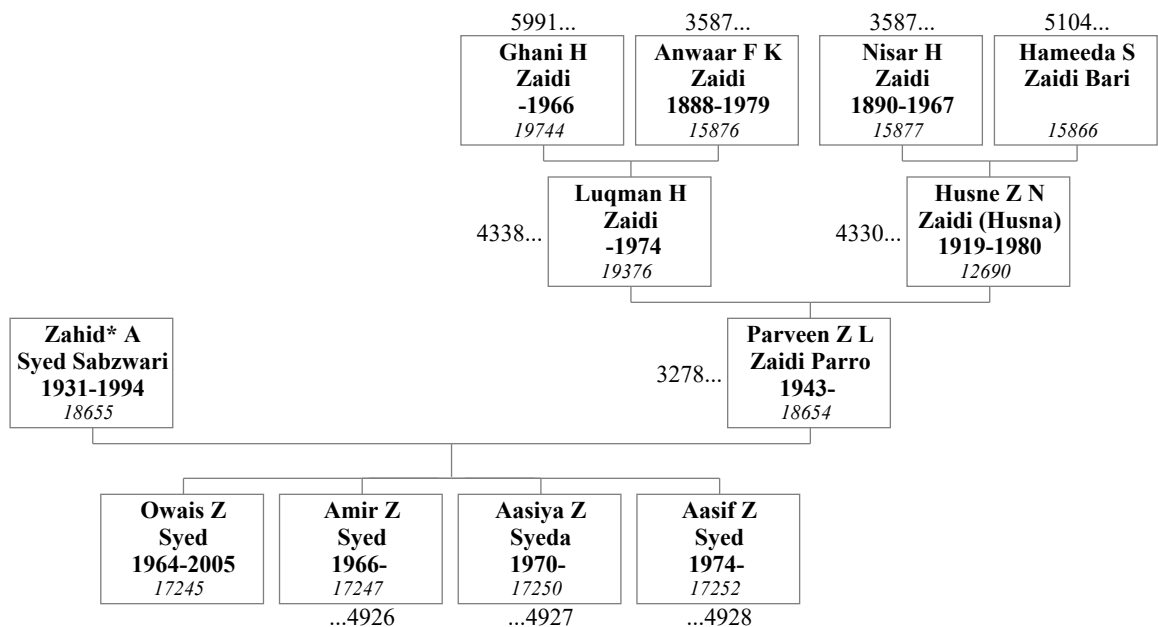 5991...
3587...
3587...
5104...
Ghani H
Zaidi
-1966
19744
Anwaar F K
Zaidi
1888-1979
15876
Nisar H
Zaidi
1890-1967
15877
Hameeda S
Zaidi Bari
15866
4338...
Luqman H
Zaidi
-1974
19376
4330...
Husne Z N
Zaidi (Husna)
1919-1980
12690
Zahid* A
Syed Sabzwari
1931-1994
18655
3278...
Parveen Z L
Zaidi Parro
1943-
18654
Owais Z
Syed
1964-2005
17245
Amir Z
Syed
1966-
17247
Aasiya Z
Syeda
1970-
17250
Aasif Z
Syed
1974-
17252
...4926
...4927
...4928